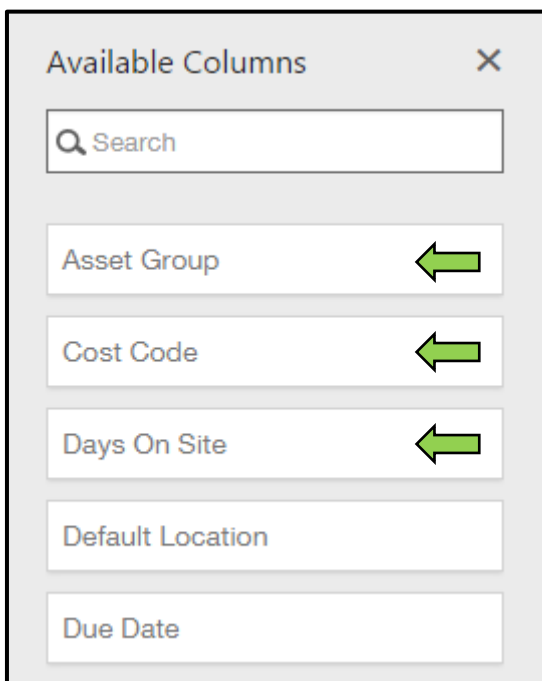 Available Columns
Search
Asset Group
Cost Code
Days On Site
Default Location
Due Date